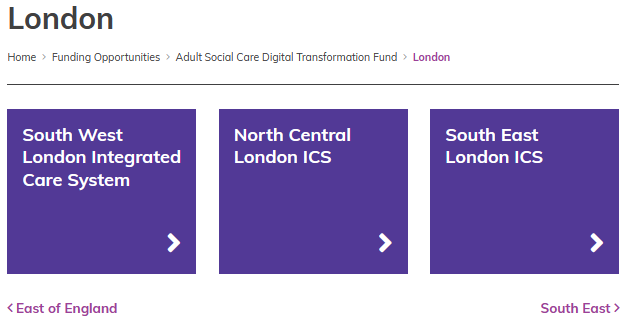 London
Home > Funding Opportunities > Adult Social Care Digital Transformation Fund > London
South West
London Integrated
Care System
North Central
London ICS
South East
London ICS
< East of England
South East >